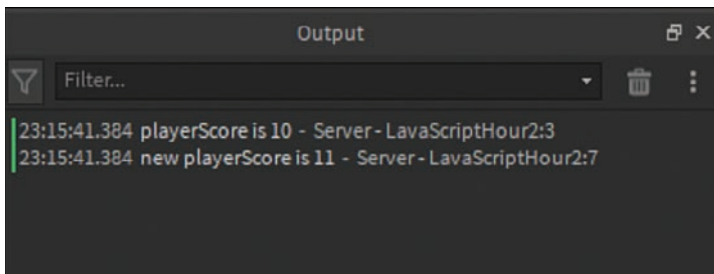 Output
Filter...
23:15:41.384 playerScore is 10 - Server - LavaScriptHour2:3
23:15:41.384 new playerScore is 11 - Server - LavaScriptHour2:7